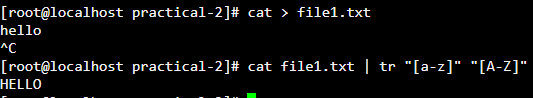 [root@localhost practical-2]# cat > file1.txt
hello
^C
[root@localhost practical-2]# cat file1.txt | tr "[a-z]" "[A-Z]"
HELLO